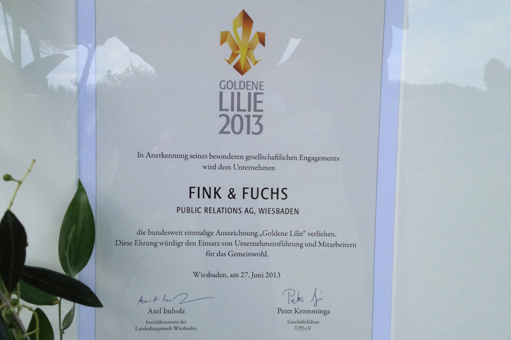 GOLDENE
LILIE
2013
In Anerkennung seines besonderen gesellschaftlichen Engagements
wird dem Unternehmen
FINK & FUCHS
PUBLIC RELATIONS AG, WIESBADEN
die bundesweit einmalige Auszeichnung „Goldene Lilie“ verliehen.
Diese Ehrung würdigt den Einsatz von Unternehmensführung und Mitarbeitern
für das Gemeinwohl.
Wiesbaden, am 27. Juni 2013
Axel Imholz
Sozialdezernent der
Landeshauptstadt Wiesbaden
Peter Kromminga
Geschäftsführer
UPJ e.V.